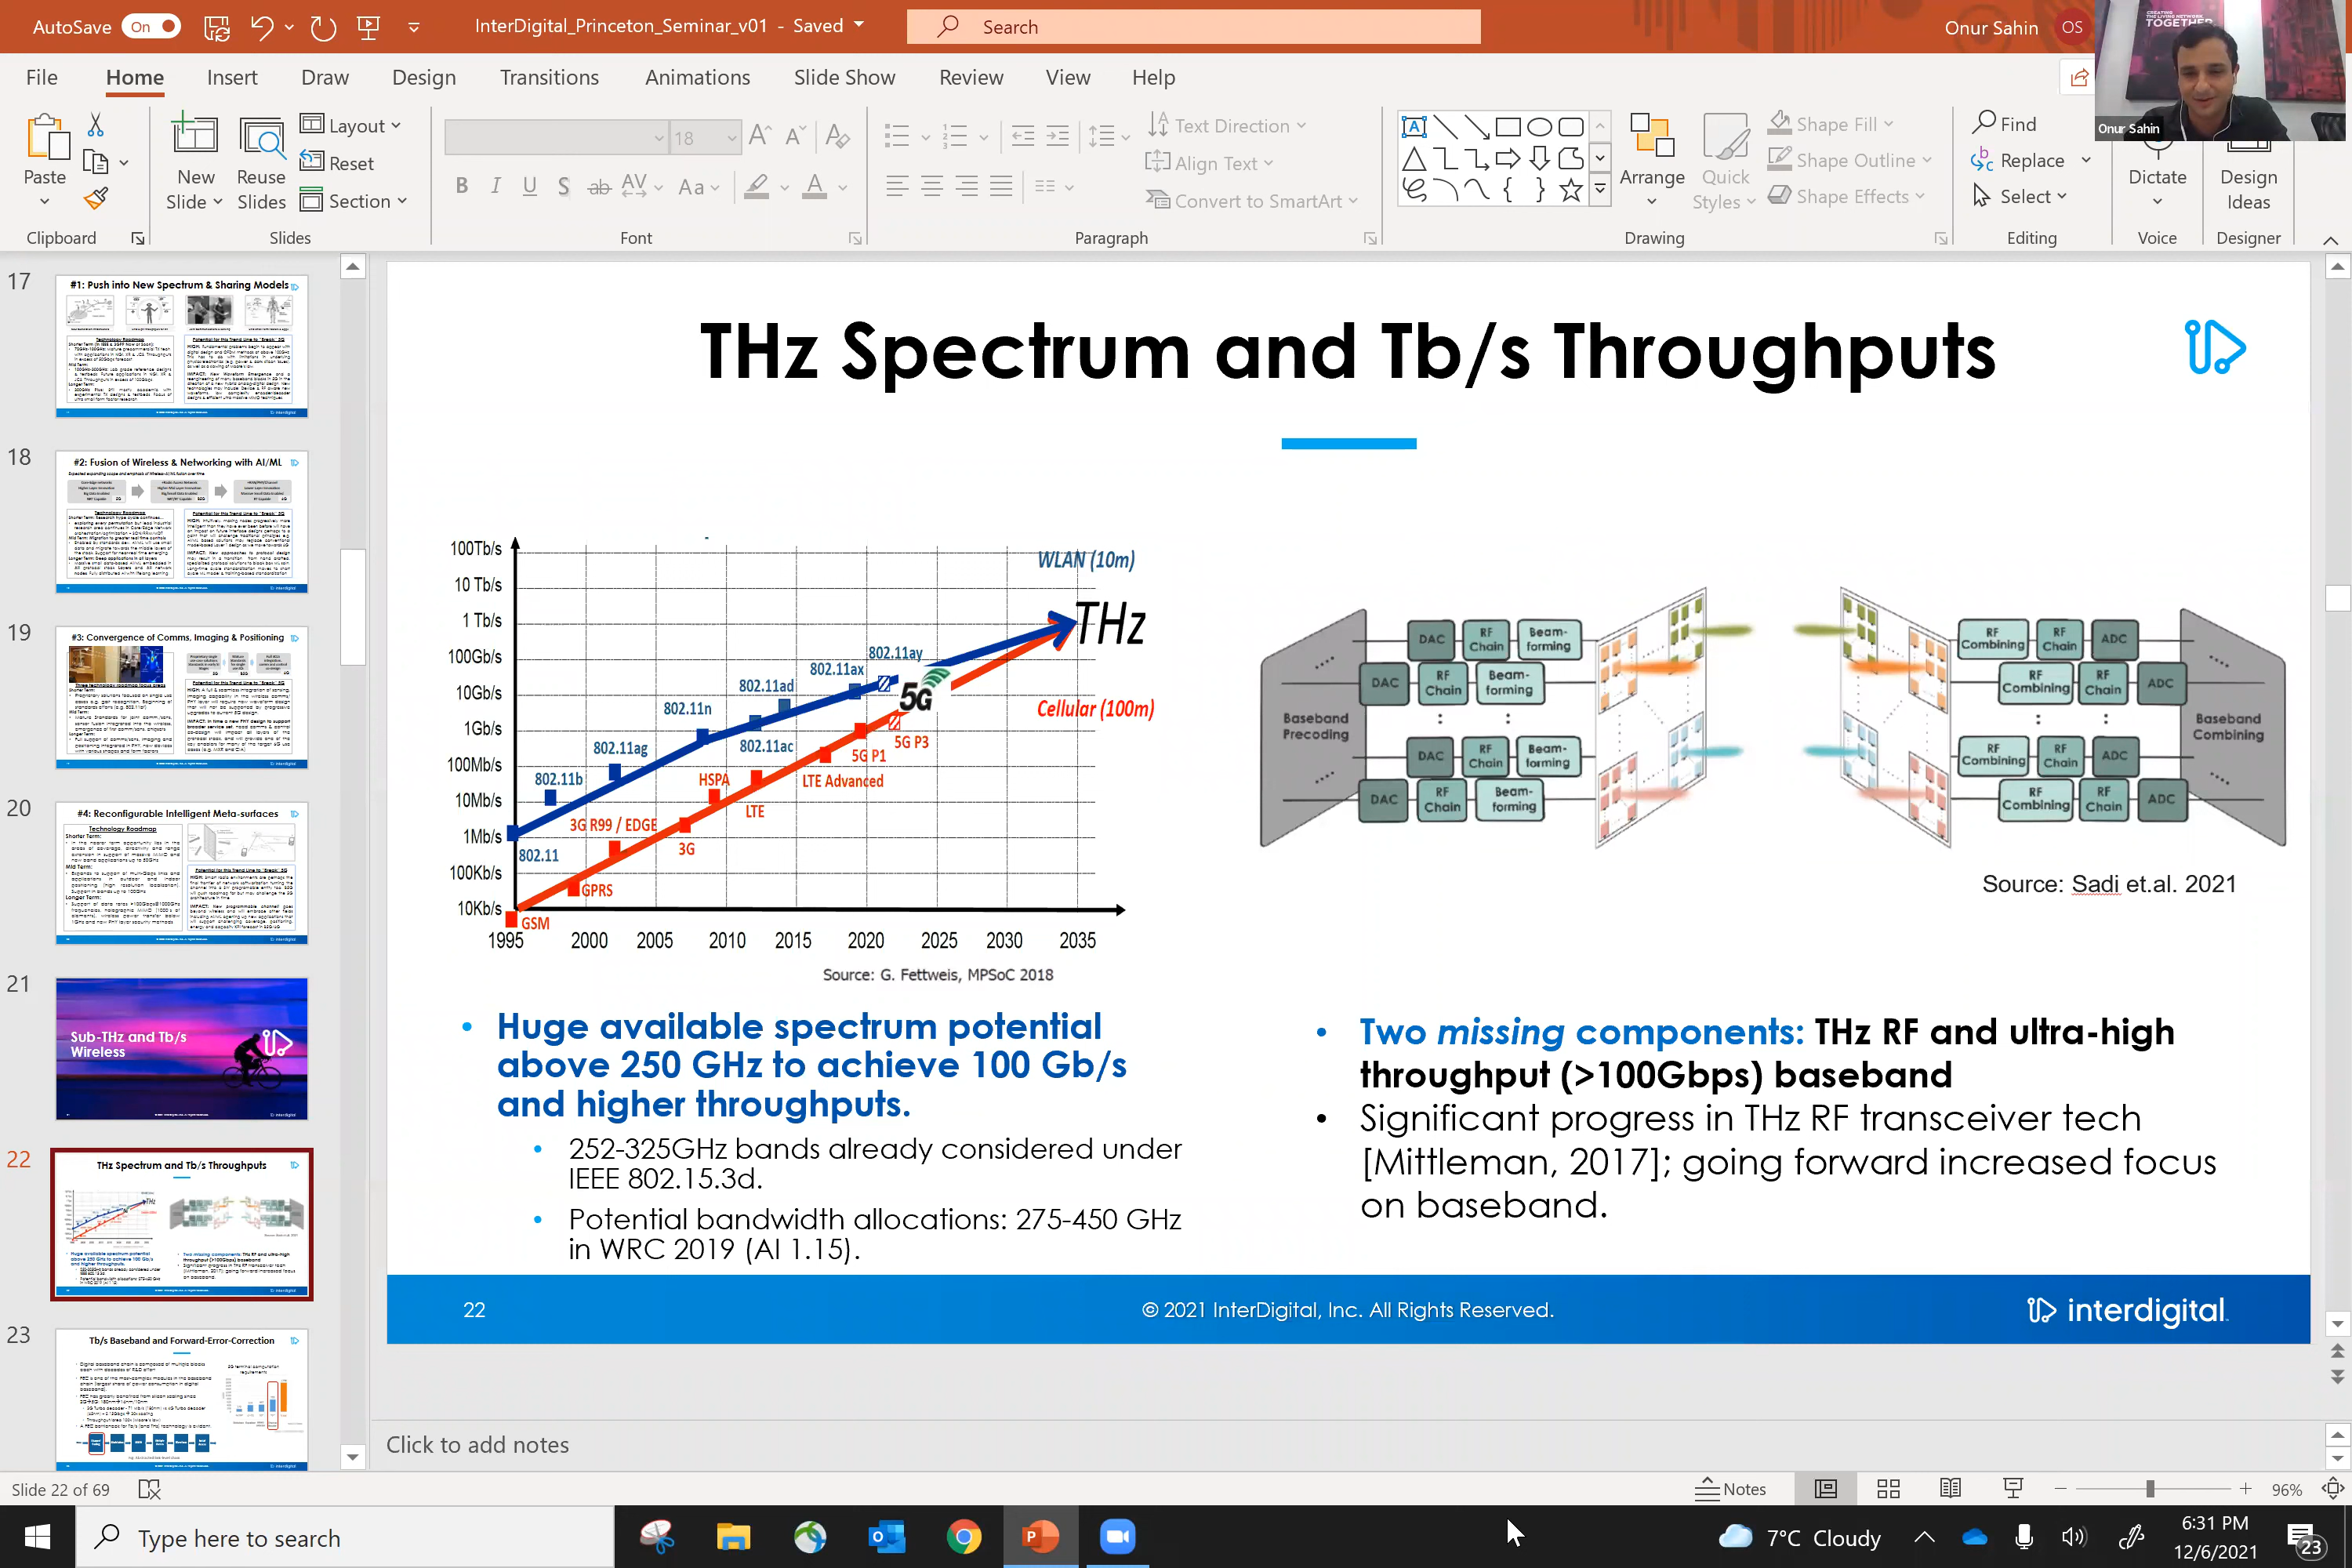 AutoSave On
InterDigital_Princeton_Seminar_v01 - Saved
Search
Onur Sahin OS
File Home Insert Draw Design Transitions Animations Slide Show Review View Help
Paste
New Slide
Reuse Slides
Layout
Reset
Section
18
Text Direction
Align Text
Convert to SmartArt
Arrange
Quick Styles
Shape Fill
Shape Outline
Shape Effects
Find
Replace
Select
Dictate
Design Ideas
Clipboard Slides Font Paragraph Drawing Editing Voice Designer
TOGETHER
Onur Sahin
17
#1: Push into New Spectrum & Sharing Models
18
#2: Fusion of Wireless & Networking with AI/ML
19
#3: Convergence of Comms, Imaging & Positioning
20
#4: Reconfigurable Intelligent Meta-surfaces
21
Sub-THz and Tb/s
Wireless
22
THz Spectrum and Tb/s Throughputs
23
Tb/s Baseband and Forward-Error-Correction
THz Spectrum and Tb/s Throughputs
100Tb/s
10 Tb/s
1 Tb/s
100Gb/s
10Gb/s
1Gb/s
100Mb/s
10Mb/s
1Mb/s
100Kb/s
10Kb/s
1995 2000 2005 2010 2015 2020 2025 2030 2035
WLAN (10m)
THz
Cellular (100m)
802.11
802.11b
802.11ag
802.11n
802.11ac
802.11ad
802.11ax
802.11ay
5G
GSM
GPRS
3G R99 / EDGE
3G
HSPA
LTE
LTE Advanced
5G P1
5G P3
Source: G. Fettweis, MPSoC 2018
Baseband
Precoding
DAC RF Chain Beam-forming
DAC RF Chain Beam-forming
DAC RF Chain Beam-forming
DAC RF Chain Beam-forming
RF Combining RF Chain ADC
RF Combining RF Chain ADC
RF Combining RF Chain ADC
RF Combining RF Chain ADC
Baseband
Combining
Source: Sadi et.al. 2021
• Huge available spectrum potential
above 250 GHz to achieve 100 Gb/s
and higher throughputs.
• 252-325GHz bands already considered under
IEEE 802.15.3d.
• Potential bandwidth allocations: 275-450 GHz
in WRC 2019 (AI 1.15).
• Two missing components: THz RF and ultra-high
throughput (>100Gbps) baseband
• Significant progress in THz RF transceiver tech
[Mittleman, 2017]; going forward increased focus
on baseband.
22
© 2021 InterDigital, Inc. All Rights Reserved.
interdigital
Click to add notes
Slide 22 of 69
Notes
96%
Type here to search
7°C Cloudy
6:31 PM
12/6/2021
23